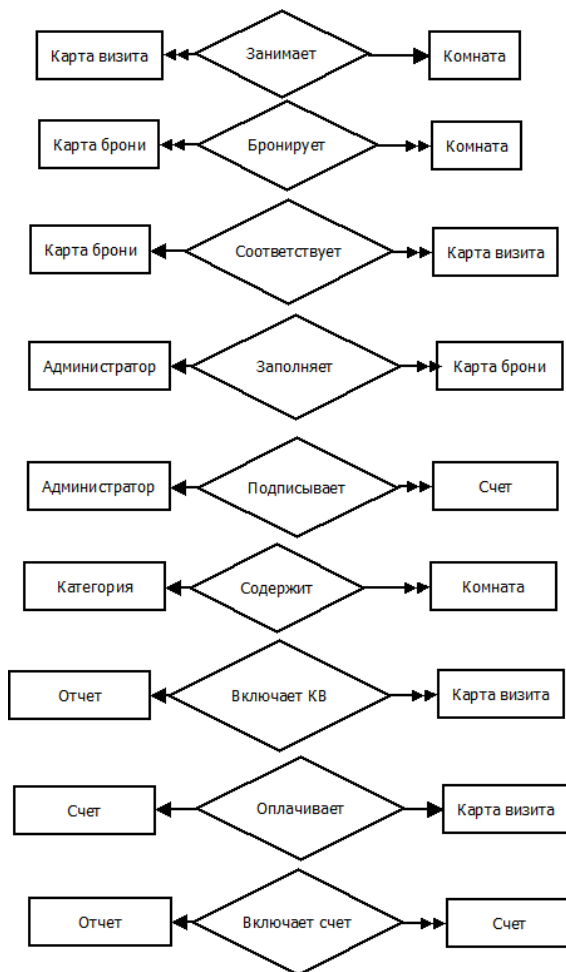 Карта визита Занимает Комната
Карта брони Бронирует Комната
Карта брони Соответствует Карта визита
Администратор Заполняет Карта брони
Администратор Подписывает Счет
Категория Содержит Комната
Отчет Включает КВ Карта визита
Счет Оплачивает Карта визита
Отчет Включает счет Счет